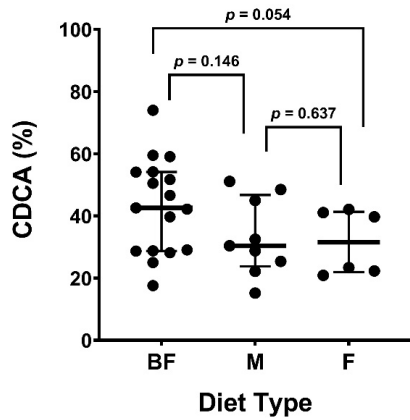 p = 0.054
p = 0.146
p = 0.637
CDCA (%)
100
80
60
40
20
0
BF M F
Diet Type